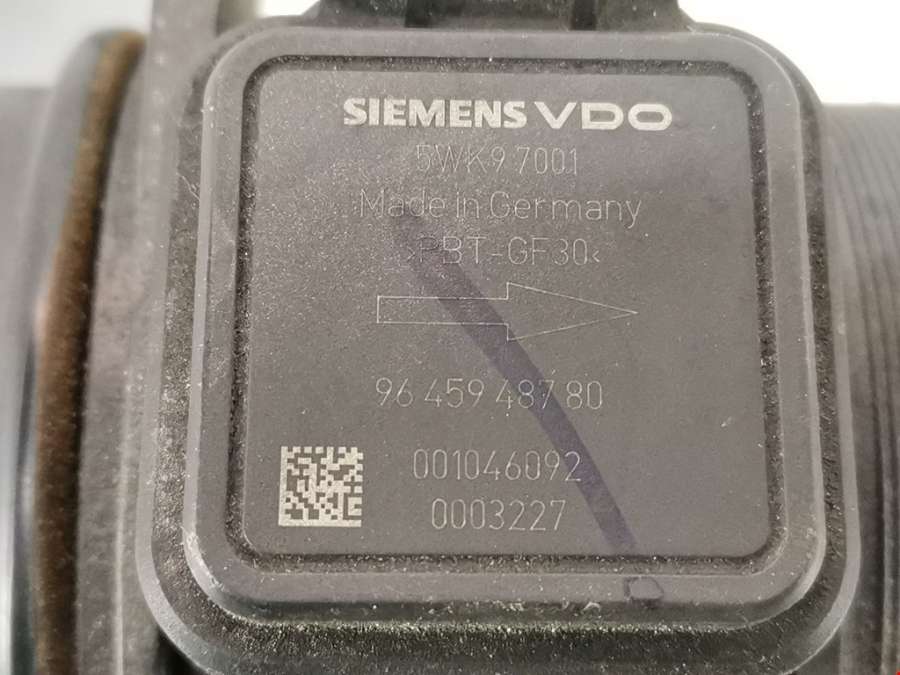 SIEMENS VDO
5WK9 7001
Made in Germany
>PBT-GF30<
96 459 487 80
001046092
0003227